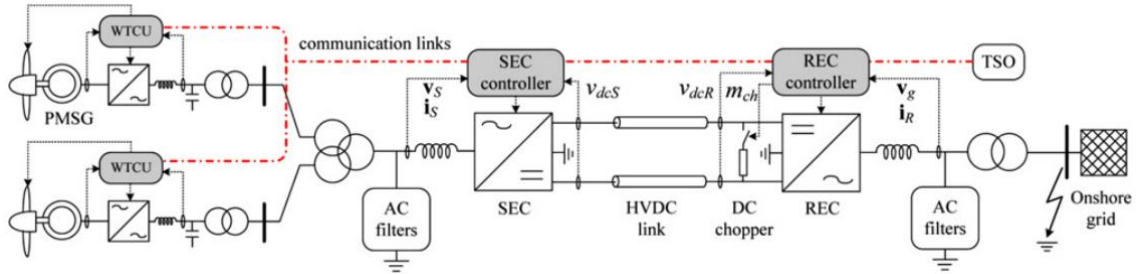 WTCU
PMSG
WTCU
communication links
v_S
i_S
SEC
controller
v_dcS
v_dcR
m_ch
REC
controller
v_g
i_R
TSO
AC
filters
SEC
HVDC
link
DC
chopper
REC
AC
filters
Onshore
grid